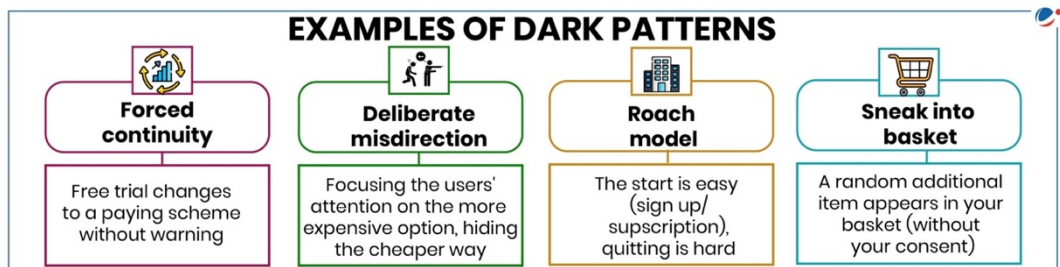 EXAMPLES OF DARK PATTERNS
Forced
continuity
Free trial changes
to a paying scheme
without warning
Deliberate
misdirection
Focusing the users'
attention on the more
expensive option, hiding
the cheaper way
Roach
model
The start is easy
(sign up/
supscription),
quitting is hard
Sneak into
basket
A random additional
item appears in your
basket (without
your consent)